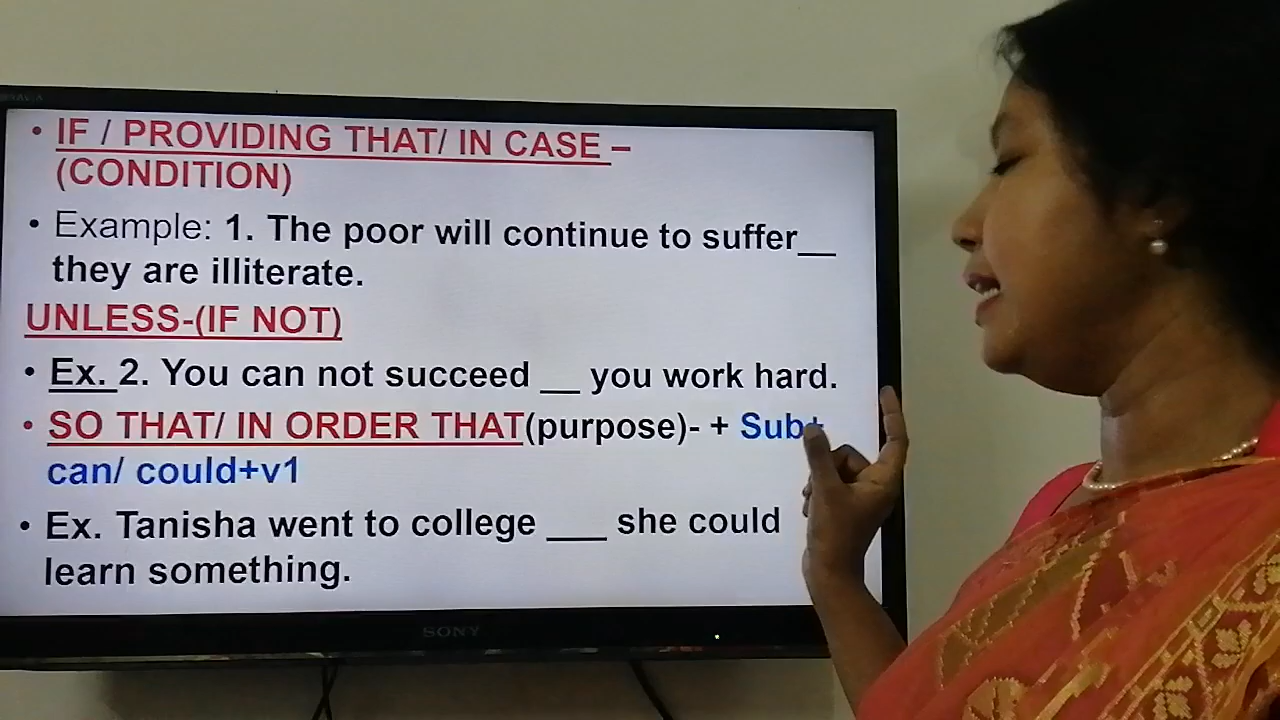 • IF / PROVIDING THAT/ IN CASE –
(CONDITION)
• Example: 1. The poor will continue to suffer__
they are illiterate.
UNLESS-(IF NOT)
• Ex. 2. You can not succeed __ you work hard.
• SO THAT/ IN ORDER THAT(purpose)- + Sub+
can/ could+v1
• Ex. Tanisha went to college ___ she could
learn something.
SONY